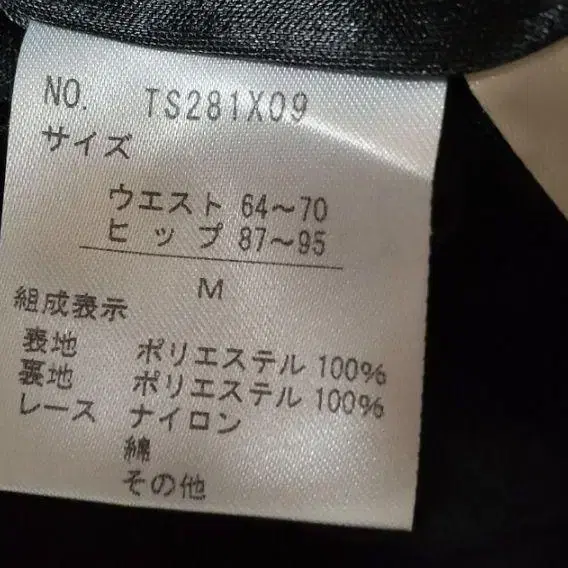 NO. TS281X09
サイズ
ウエスト 64～70
ヒップ 87～95
M
組成表示
表地 ポリエステル 100%
裏地 ポリエステル 100%
レース ナイロン
綿
その他